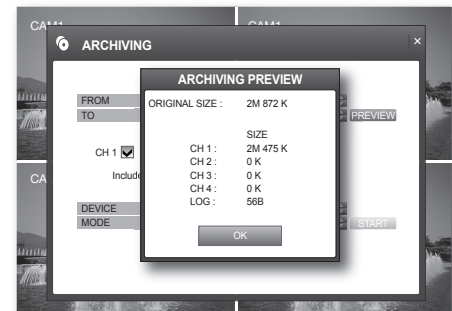 CAM1
ARCHIVING
×
ARCHIVING PREVIEW
FROM
ORIGINAL SIZE : 2M 872 K
TO
PREVIEW
SIZE
CH 1
CH 1 : 2M 475 K
CH 2 : 0 K
CH 3 : 0 K
CH 4 : 0 K
LOG : 56B
DEVICE
MODE
START
OK